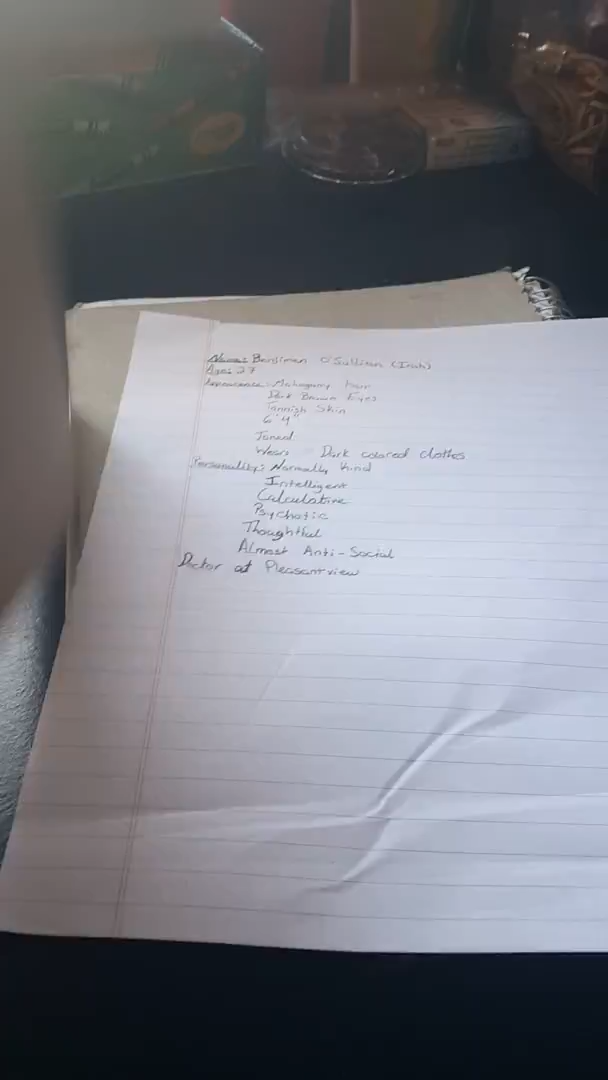 Name: Benjimen O'Sullivan (Irish)
Age: 27
Appearance: Mahogany hair
Dark Brown Eyes
Tannish Skin
6'4"
Toned
Wears Dark colored clothes
Personality: Normally Kind
Intelligent
Calculative
Psychotic
Thoughtful
Almost Anti-Social
Doctor at Pleasantview